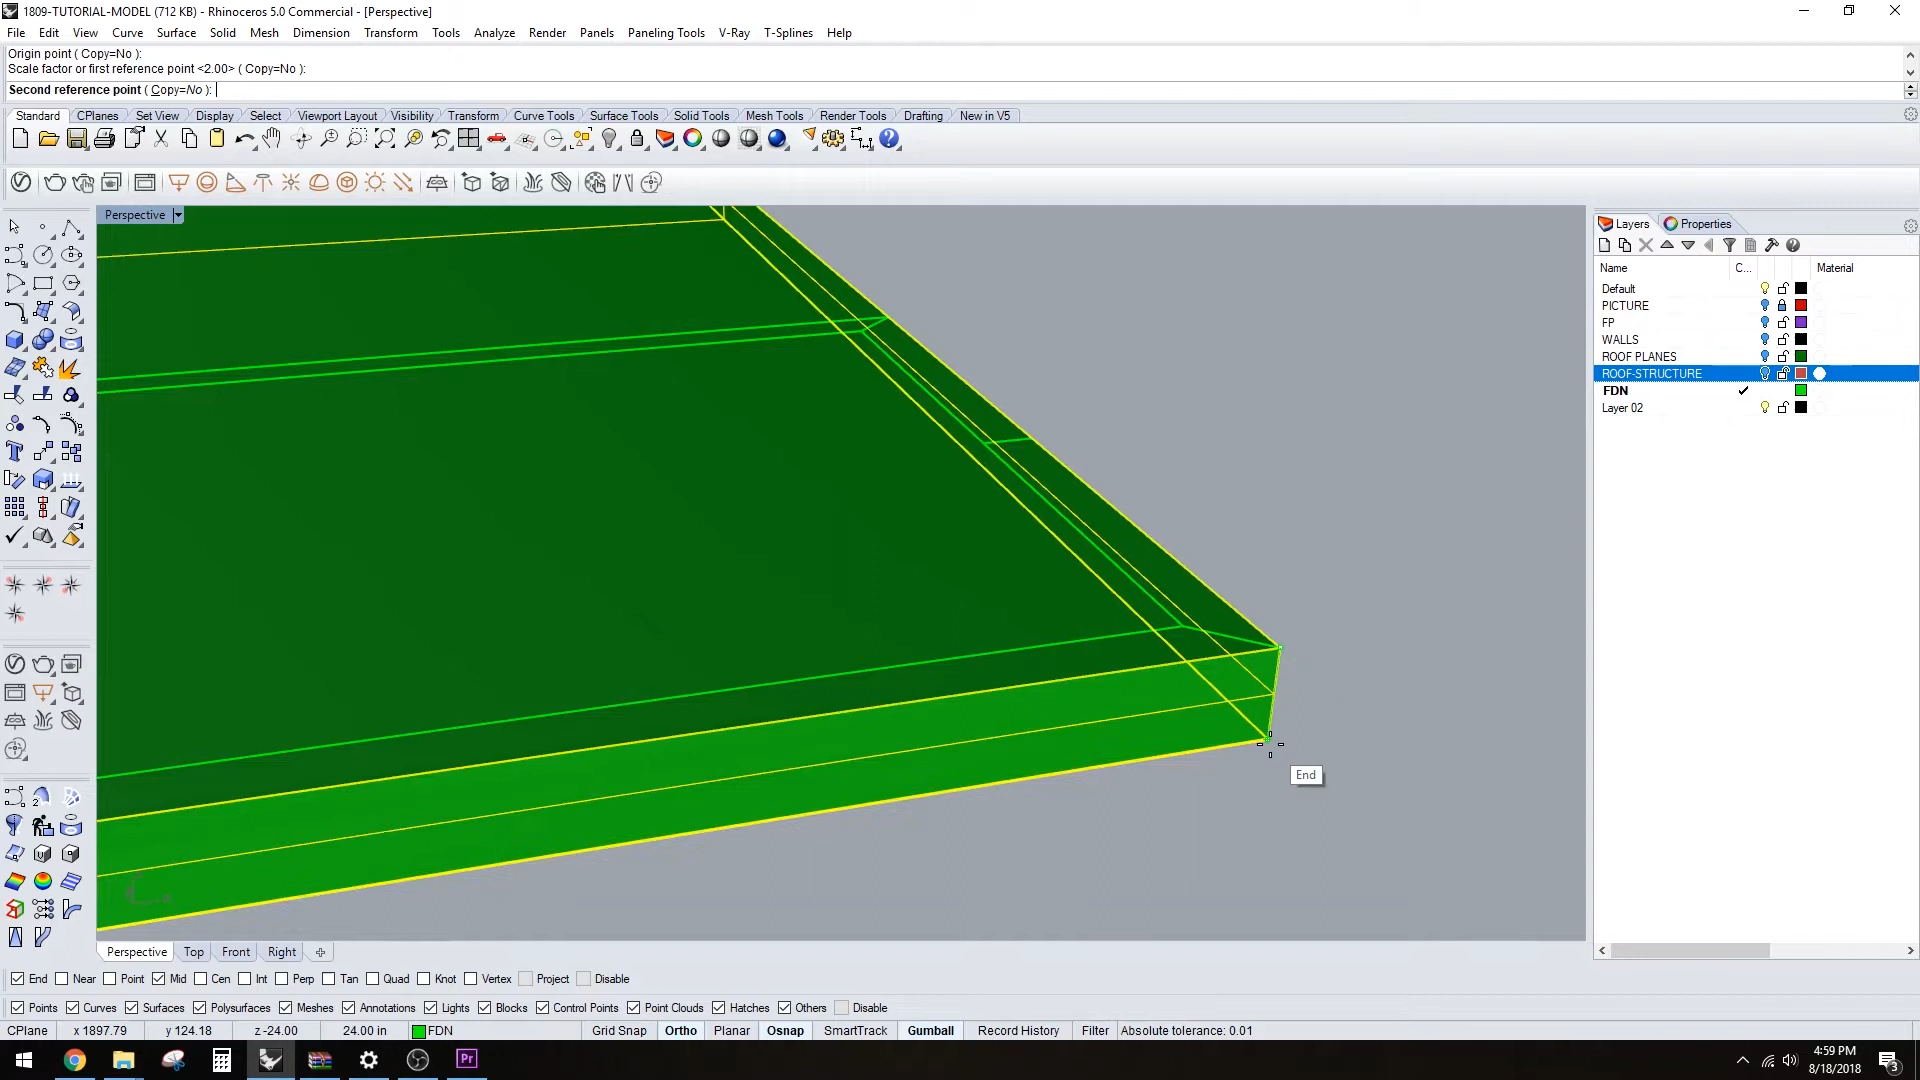 1809-TUTORIAL-MODEL (712 KB) - Rhinoceros 5.0 Commercial - [Perspective]
File Edit View Curve Surface Solid Mesh Dimension Transform Tools Analyze Render Panels Paneling Tools V-Ray T-Splines Help
Origin point ( Copy=No ):
Scale factor or first reference point <2.00> ( Copy=No ):
Second reference point ( Copy=No ):
Standard CPlanes Set View Display Select Viewport Layout Visibility Transform Curve Tools Surface Tools Solid Tools Mesh Tools Render Tools Drafting New in V5
Perspective
Layers Properties
Name C... Material
Default
PICTURE
FP
WALLS
ROOF PLANES
ROOF-STRUCTURE
FDN
Layer 02
End
Perspective Top Front Right
End Near Point Mid Cen Int Perp Tan Quad Knot Vertex Project Disable
Points Curves Surfaces Polysurfaces Meshes Annotations Lights Blocks Control Points Point Clouds Hatches Others Disable
CPlane x 1897.79 y 124.18 z -24.00 24.00 in FDN Grid Snap Ortho Planar Osnap SmartTrack Gumball Record History Filter Absolute tolerance: 0.01
Pr
4:59 PM
8/18/2018
3